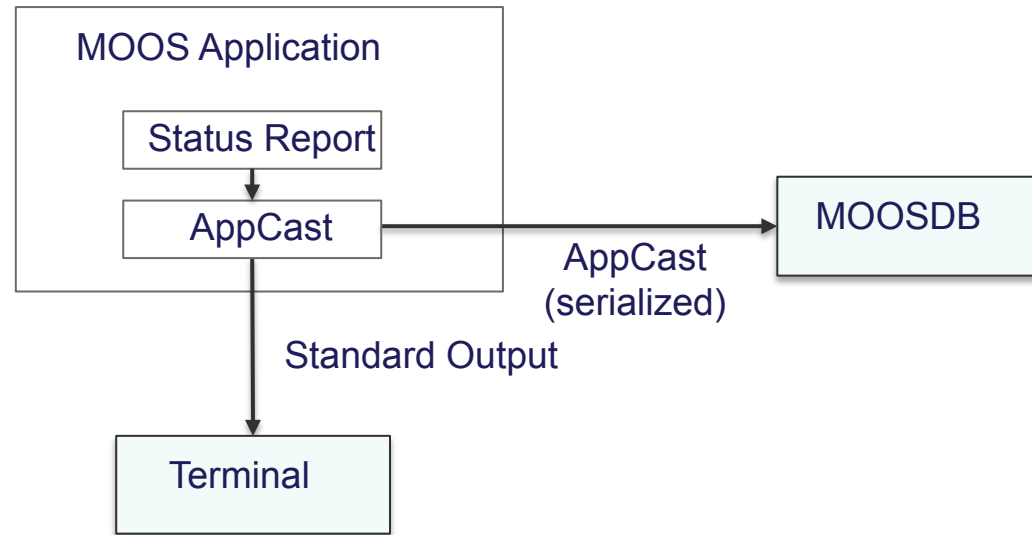 MOOS Application
Status Report
AppCast
MOOSDB
AppCast
(serialized)
Standard Output
Terminal